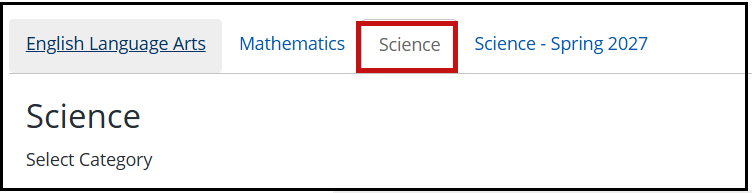 English Language Arts Mathematics Science Science - Spring 2027
Science
Select Category